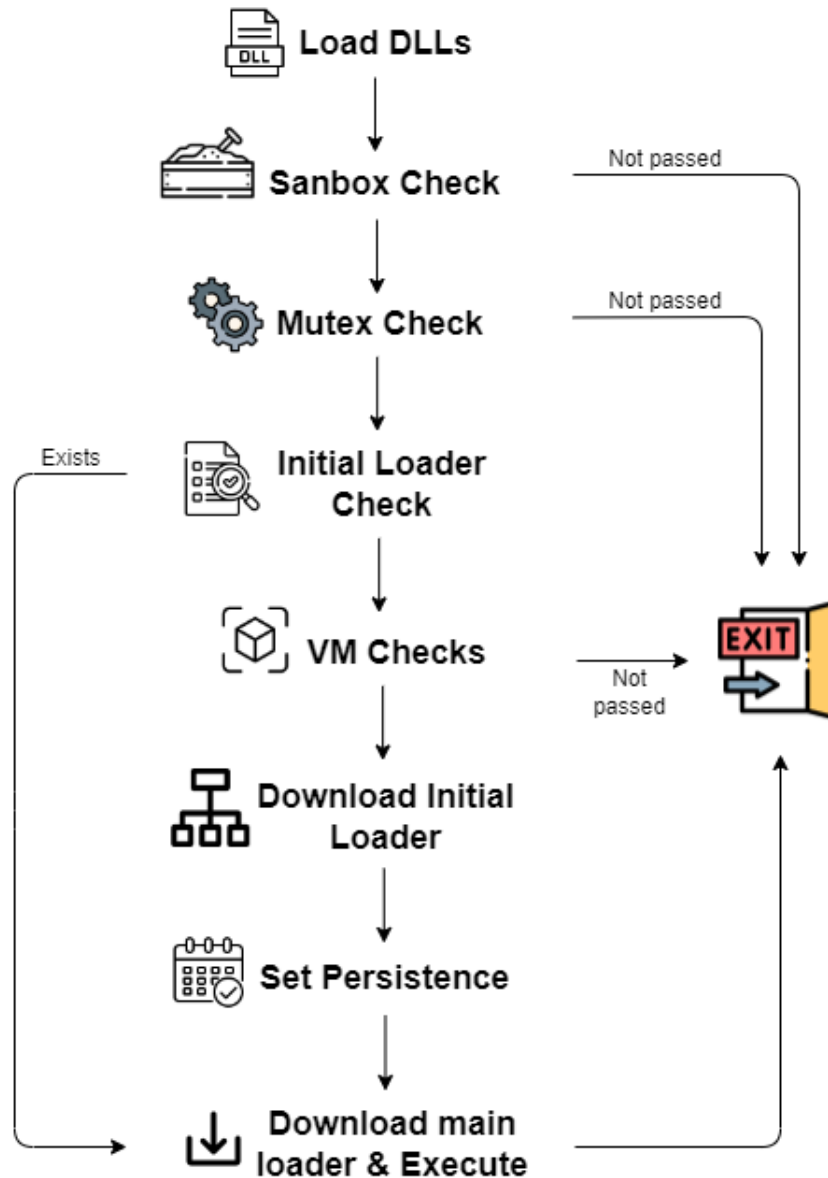 DLL
Load DLLs
Sanbox Check
Not passed
Mutex Check
Not passed
Exists
Initial Loader
Check
VM Checks
Not
passed
EXIT
Download Initial
Loader
Set Persistence
Download main
loader & Execute